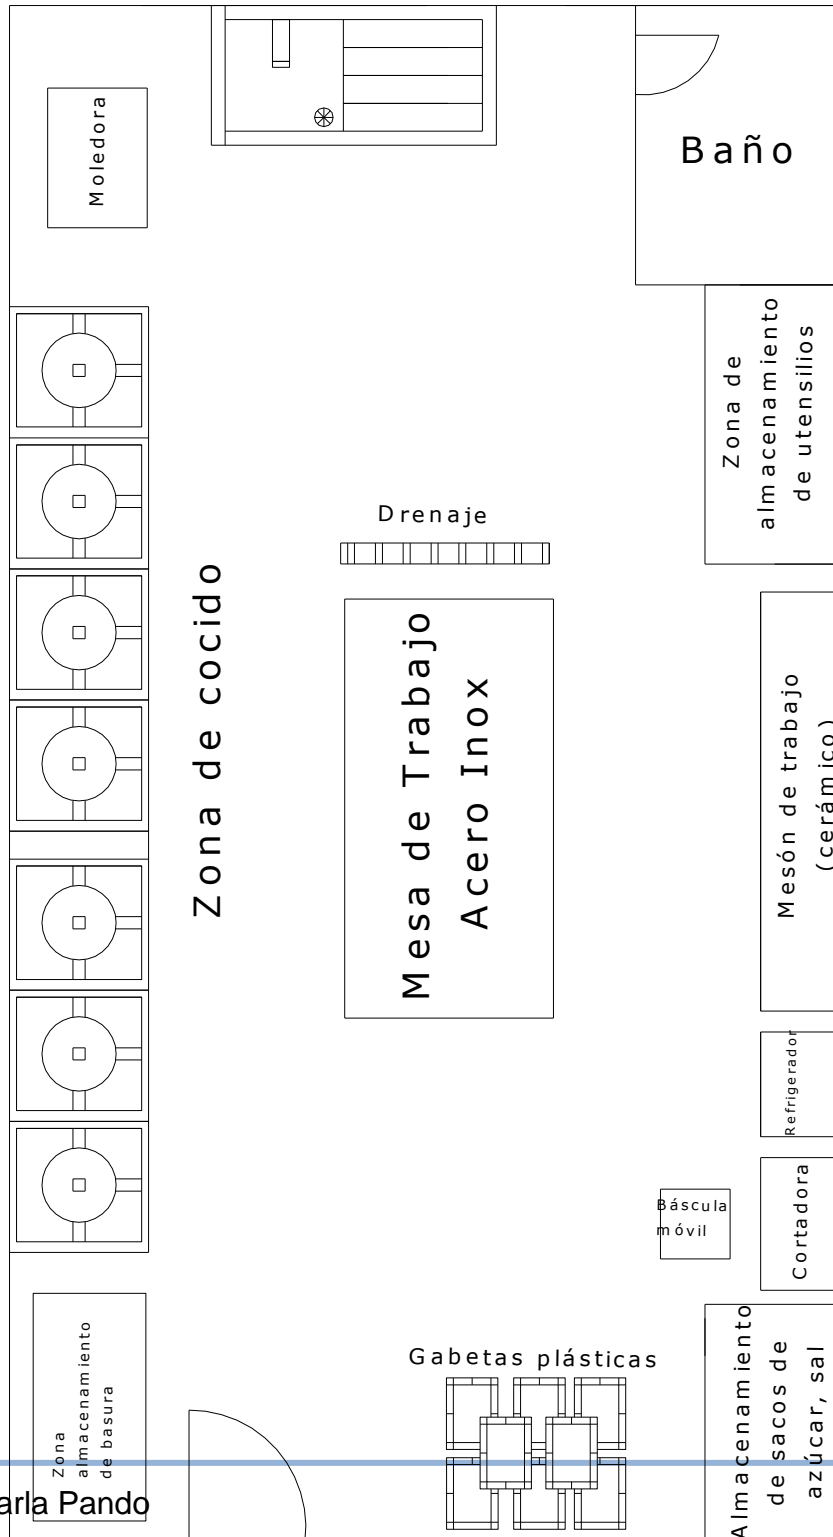 Moledora
Baño
Zona de
almacenamiento
de utensilios
Drenaje
Zona de cocido
Mesa de Trabajo
Acero Inox
Mesón de trabajo
(cerámico)
Refrigerador
Báscula
móvil
Cortadora
Gabetas plásticas
Zona
almacenamiento
de basura
Almacenamiento
de sacos de
azúcar, sal
arla Pando